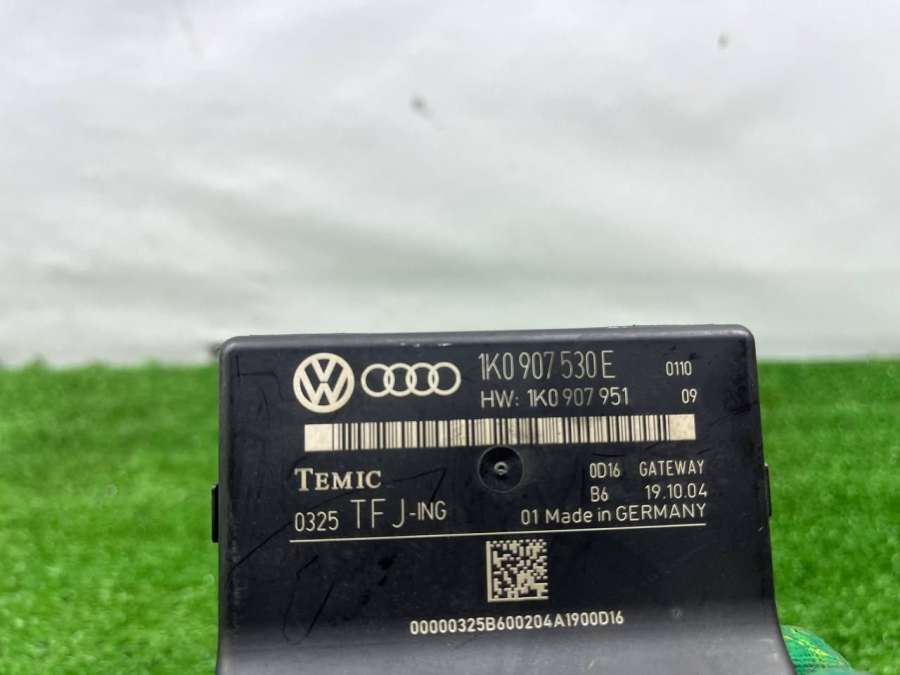 1K0 907 530 E 0110
HW: 1K0 907 951 09
TEMIC 0D16 GATEWAY
B6 19.10.04
0325 TFJ-ING 01 Made in GERMANY
00000325B600204A1900D16